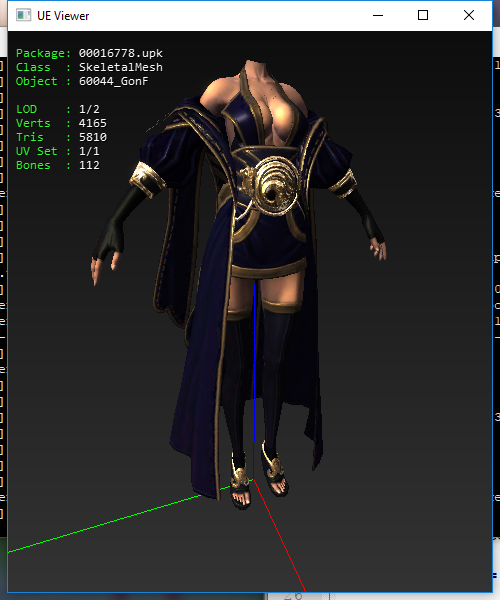 UE Viewer
Package: 00016778.upk
Class : SkeletalMesh
Object : 60044_GonF
LOD : 1/2
Verts : 4165
Tris : 5810
UV Set : 1/1
Bones : 112